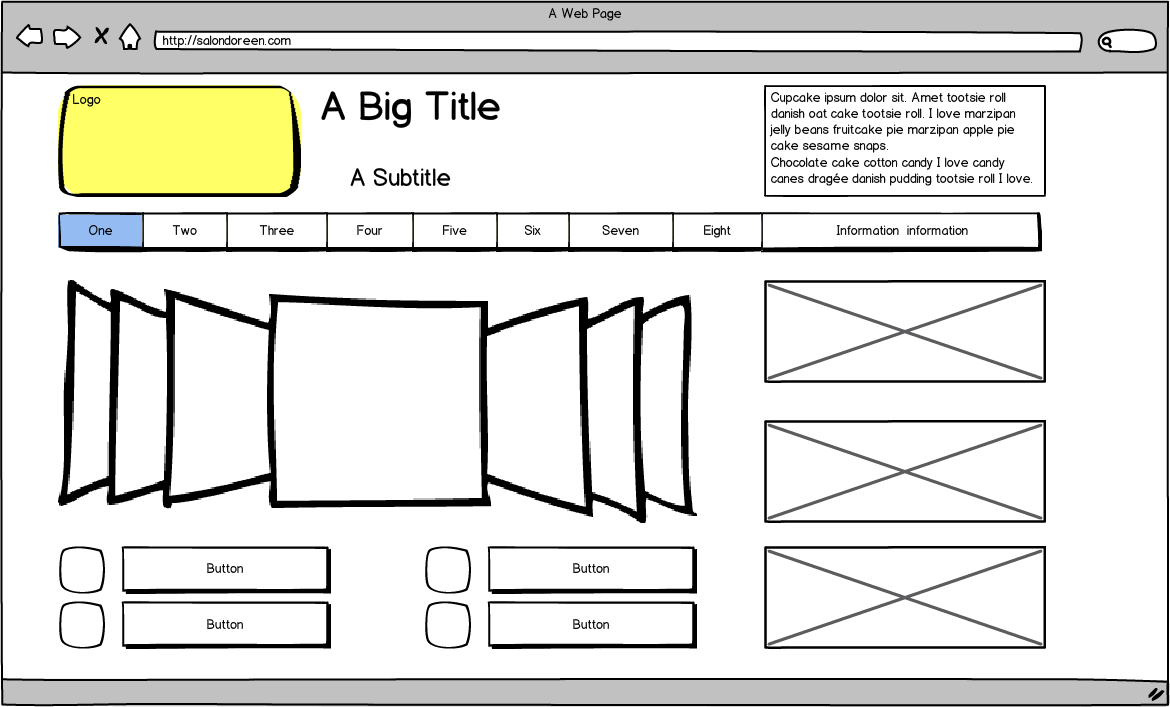 A Web Page
http://salondoreen.com
Logo
A Big Title
A Subtitle
Cupcake ipsum dolor sit. Amet tootsie roll
danish oat cake tootsie roll. I love marzipan
jelly beans fruitcake pie marzipan apple pie
cake sesame snaps.
Chocolate cake cotton candy I love candy
canes dragée danish pudding tootsie roll I love.
One Two Three Four Five Six Seven Eight Information information
Button Button
Button Button